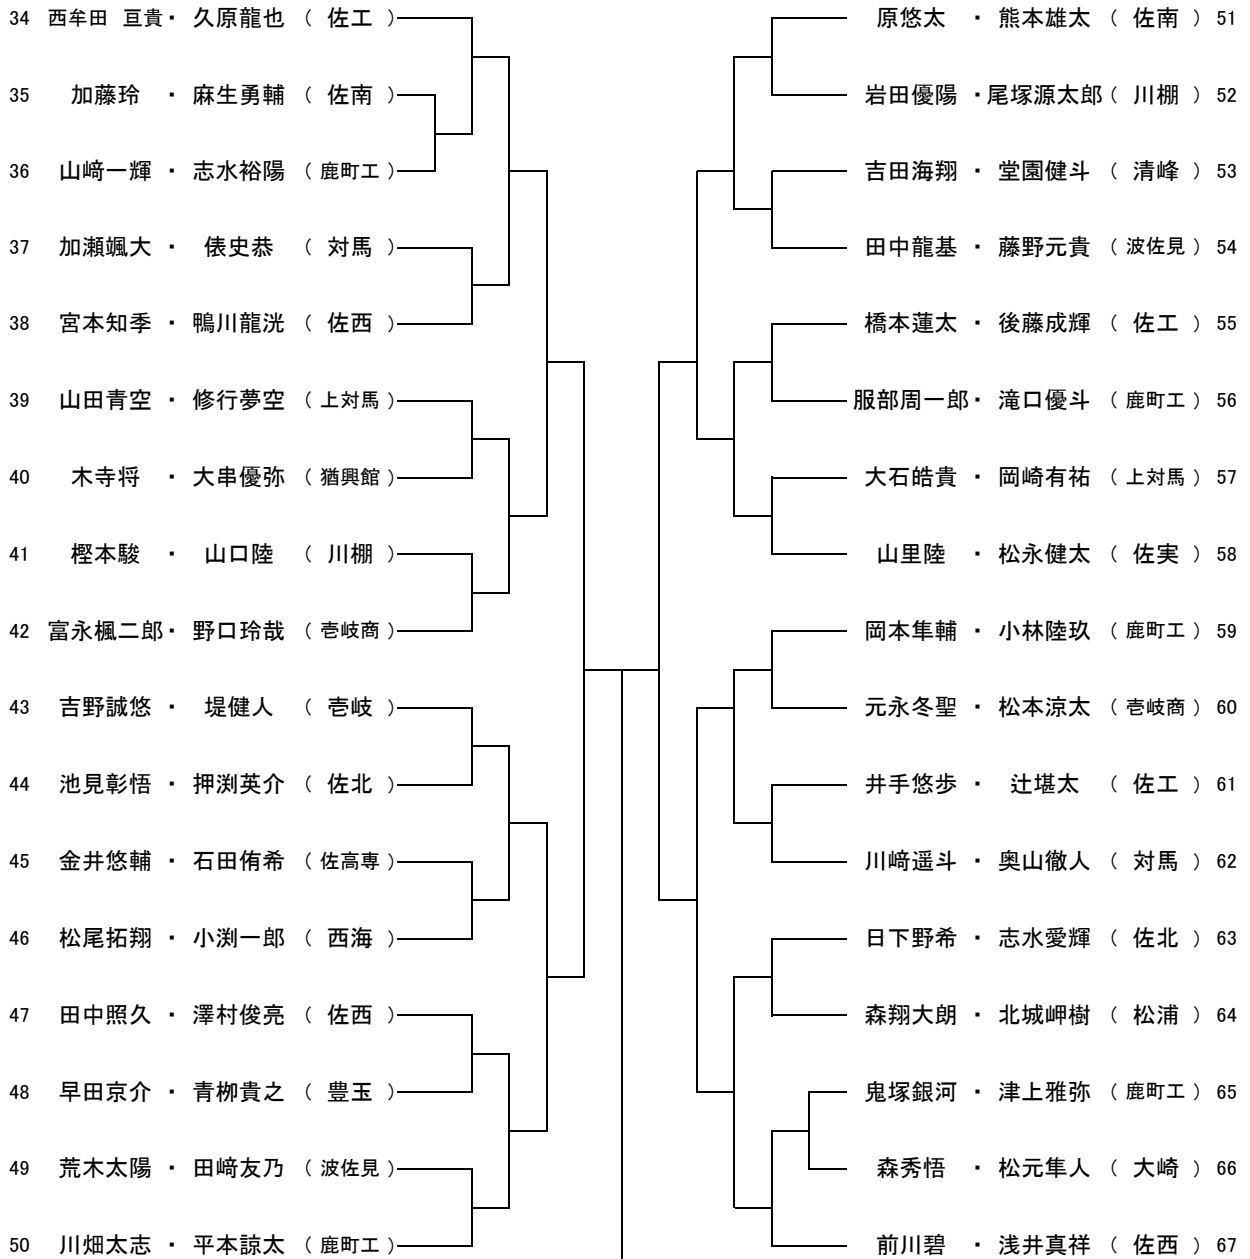 34 西牟田 亘貴・ 久原龍也 （ 佐工 ）
35 加藤玲 ・ 麻生勇輔 （ 佐南 ）
36 山﨑一輝 ・ 志水裕陽 （ 鹿町工 ）
37 加瀬颯大 ・ 俵史恭 （ 対馬 ）
38 宮本知季 ・ 鴨川龍洸 （ 佐西 ）
39 山田青空 ・ 修行夢空 （ 上対馬 ）
40 木寺将 ・ 大串優弥 （ 猶興館 ）
41 樫本駿 ・ 山口陸 （ 川棚 ）
42 富永楓二郎・ 野口玲哉 （ 壱岐商 ）
43 吉野誠悠 ・ 堤健人 （ 壱岐 ）
44 池見彰悟 ・ 押渕英介 （ 佐北 ）
45 金井悠輔 ・ 石田侑希 （ 佐高専 ）
46 松尾拓翔 ・ 小渕一郎 （ 西海 ）
47 田中照久 ・ 澤村俊亮 （ 佐西 ）
48 早田京介 ・ 青栁貴之 （ 豊玉 ）
49 荒木太陽 ・ 田﨑友乃 （ 波佐見 ）
50 川畑太志 ・ 平本諒太 （ 鹿町工 ）
原悠太 ・ 熊本雄太 （ 佐南 ） 51
岩田優陽 ・尾塚源太郎（ 川棚 ） 52
吉田海翔 ・ 堂園健斗 （ 清峰 ） 53
田中龍基 ・ 藤野元貴 （ 波佐見 ） 54
橋本蓮太 ・ 後藤成輝 （ 佐工 ） 55
服部周一郎・ 滝口優斗 （ 鹿町工 ） 56
大石皓貴 ・ 岡崎有祐 （ 上対馬 ） 57
山里陸 ・ 松永健太 （ 佐実 ） 58
岡本隼輔 ・ 小林陸玖 （ 鹿町工 ） 59
元永冬聖 ・ 松本涼太 （ 壱岐商 ） 60
井手悠歩 ・ 辻堪太 （ 佐工 ） 61
川﨑遥斗 ・ 奥山徹人 （ 対馬 ） 62
日下野希 ・ 志水愛輝 （ 佐北 ） 63
森翔大朗 ・ 北城岬樹 （ 松浦 ） 64
鬼塚銀河 ・ 津上雅弥 （ 鹿町工 ） 65
森秀悟 ・ 松元隼人 （ 大崎 ） 66
前川碧 ・ 浅井真祥 （ 佐西 ） 67